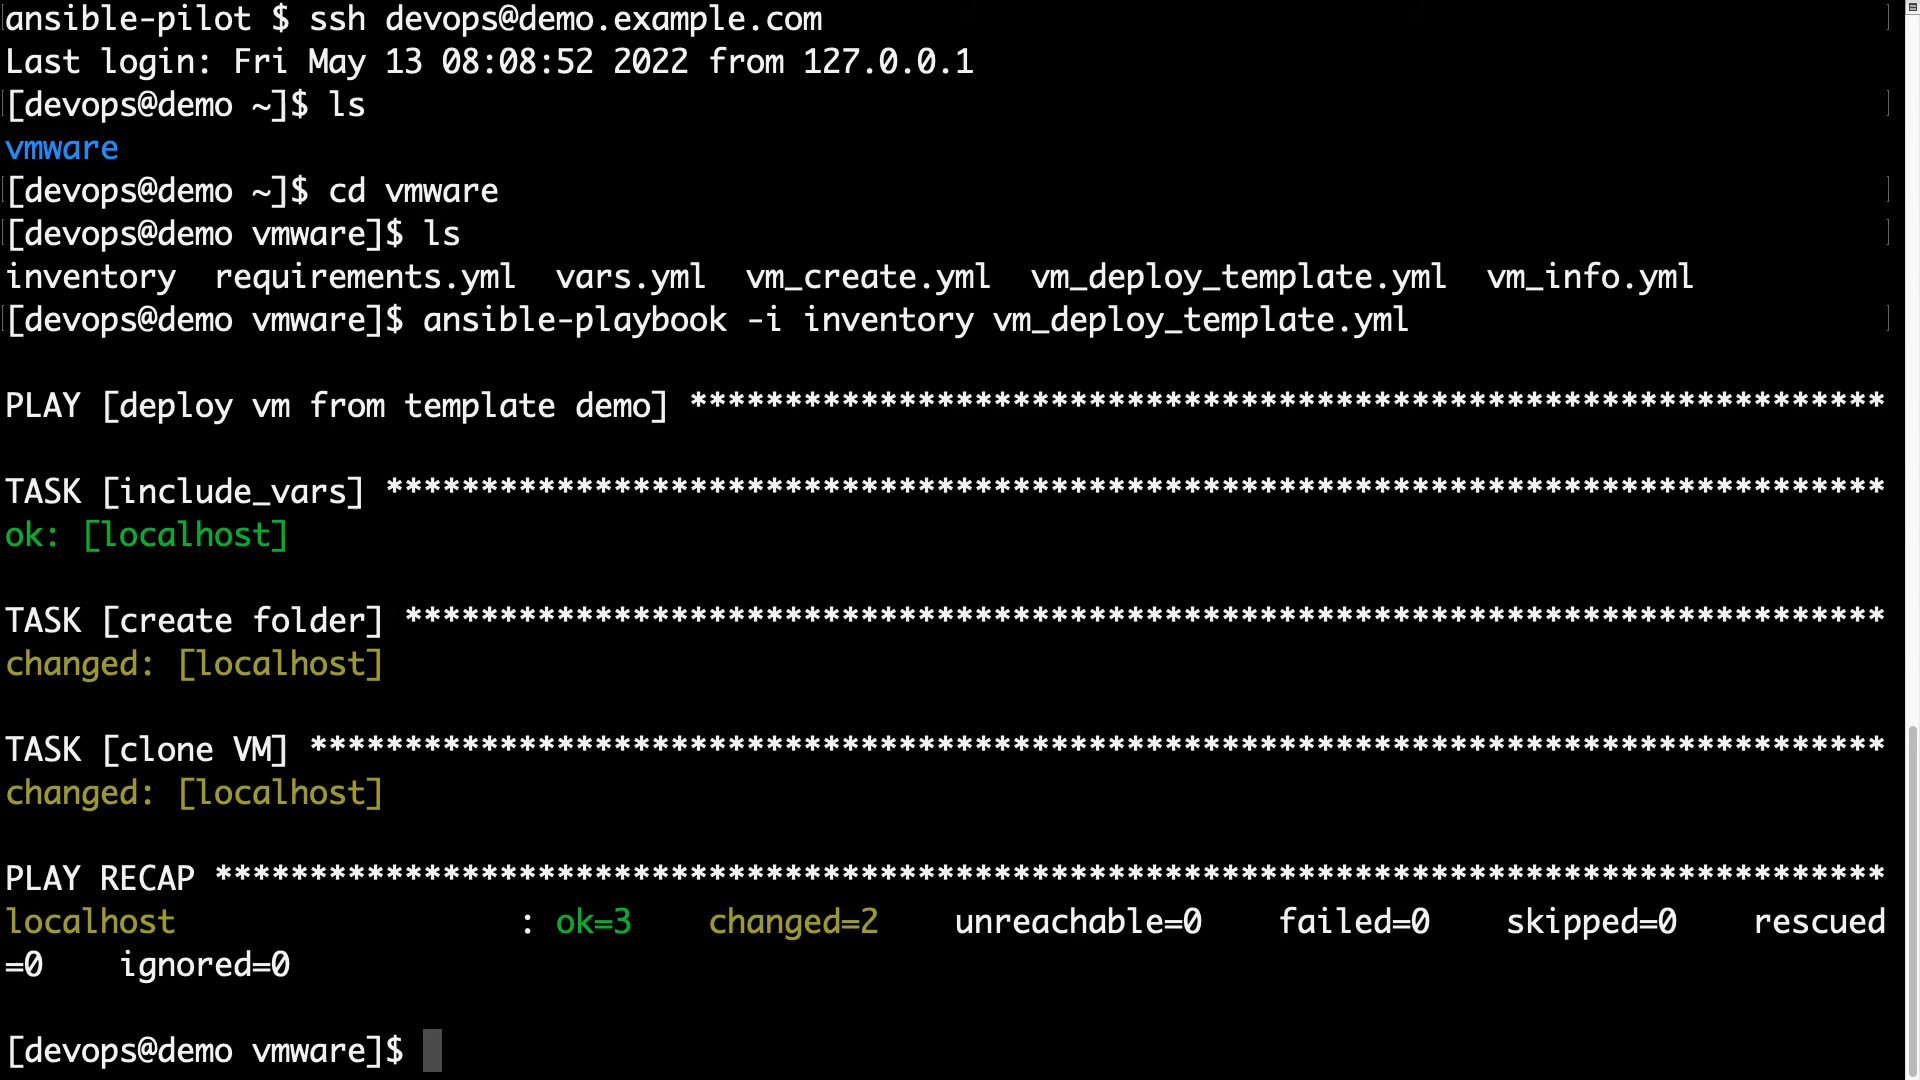 ansible-pilot $ ssh devops@demo.example.com
Last login: Fri May 13 08:08:52 2022 from 127.0.0.1
[devops@demo ~]$ ls
vmware
[devops@demo ~]$ cd vmware
[devops@demo vmware]$ ls
inventory  requirements.yml  vars.yml  vm_create.yml  vm_deploy_template.yml  vm_info.yml
[devops@demo vmware]$ ansible-playbook -i inventory vm_deploy_template.yml
PLAY [deploy vm from template demo] ***************************************************************
TASK [include_vars] *******************************************************************************
ok: [localhost]
TASK [create folder] ******************************************************************************
changed: [localhost]
TASK [clone VM] ***********************************************************************************
changed: [localhost]
PLAY RECAP ****************************************************************************************
localhost                  : ok=3    changed=2    unreachable=0    failed=0    skipped=0    rescued
=0    ignored=0
[devops@demo vmware]$